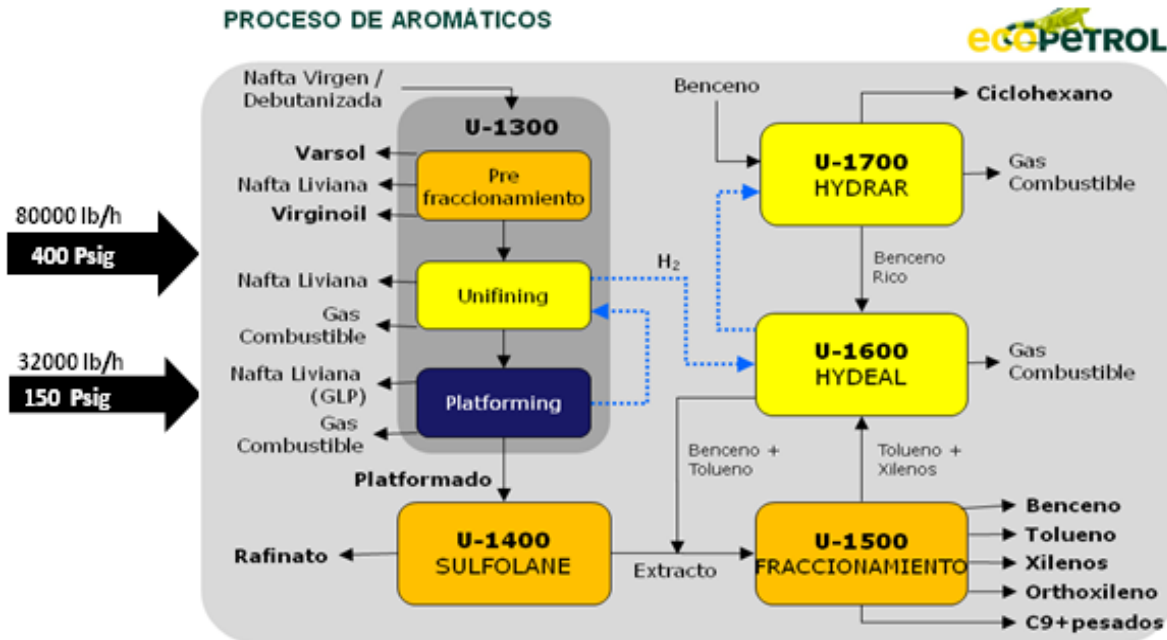 PROCESO DE AROMÁTICOS
ecoPETROL
80000 lb/h
400 Psig
32000 lb/h
150 Psig
Nafta Virgen /
Debutanizada
U-1300
Varsol
Nafta Liviana
Virginoil
Pre
fraccionamiento
Nafta Liviana
Gas
Combustible
Unifining
Nafta Liviana
(GLP)
Gas
Combustible
Platforming
Platformado
Rafinato
U-1400
SULFOLANE
Extracto
H2
Benceno
Ciclohexano
U-1700
HYDRAR
Gas
Combustible
Benceno
Rico
U-1600
HYDEAL
Gas
Combustible
Benceno +
Tolueno
Tolueno +
Xilenos
U-1500
FRACCIONAMIENTO
Benceno
Tolueno
Xilenos
Orthoxileno
C9+pesados